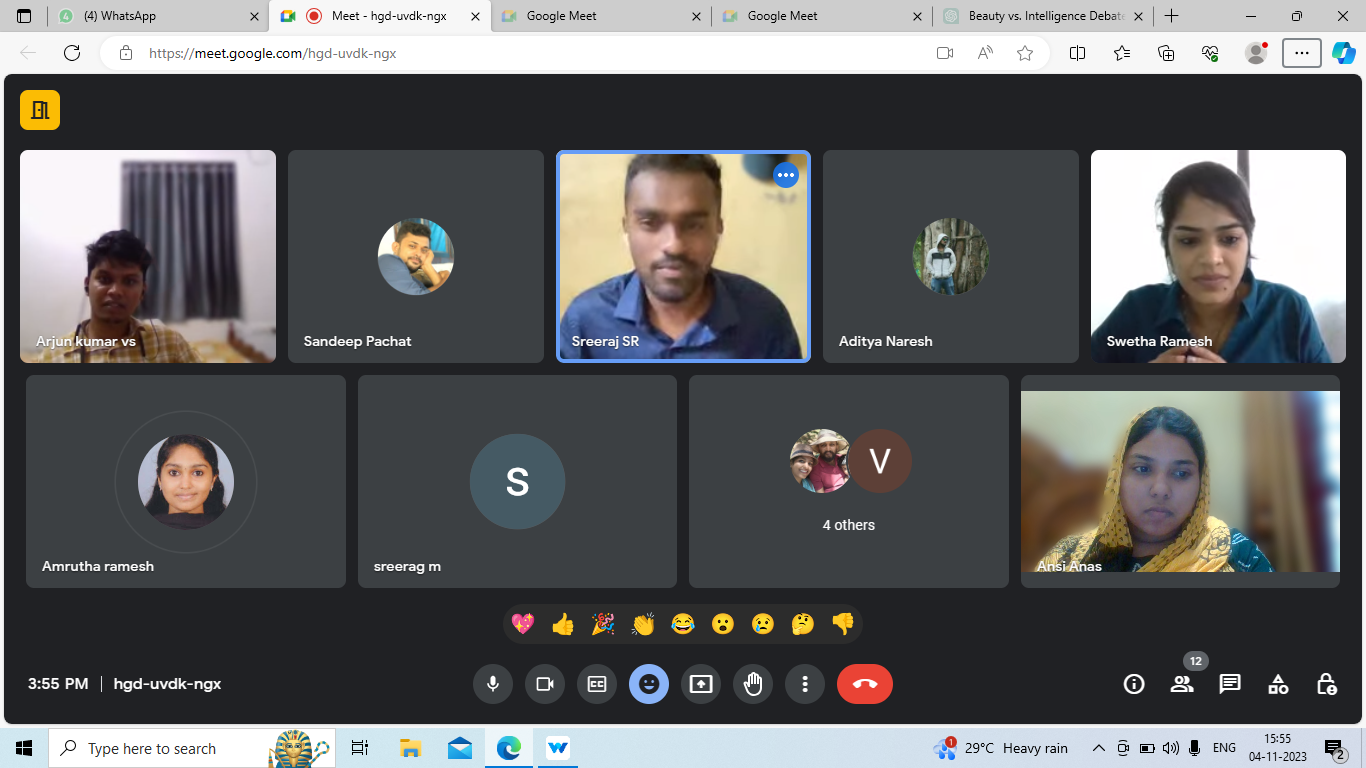 (4) WhatsApp
Meet - hgd-uvdk-ngx
Google Meet
Google Meet
Beauty vs. Intelligence Debate
https://meet.google.com/hgd-uvdk-ngx
Arjun kumar vs
Sandeep Pachat
Sreeraj SR
Aditya Naresh
Swetha Ramesh
Amrutha ramesh
S
sreerag m
V
4 others
Ansi Anas
12
3:55 PM | hgd-uvdk-ngx
CC
Type here to search
W
1
29°C Heavy rain
ENG
15:55
04-11-2023
2